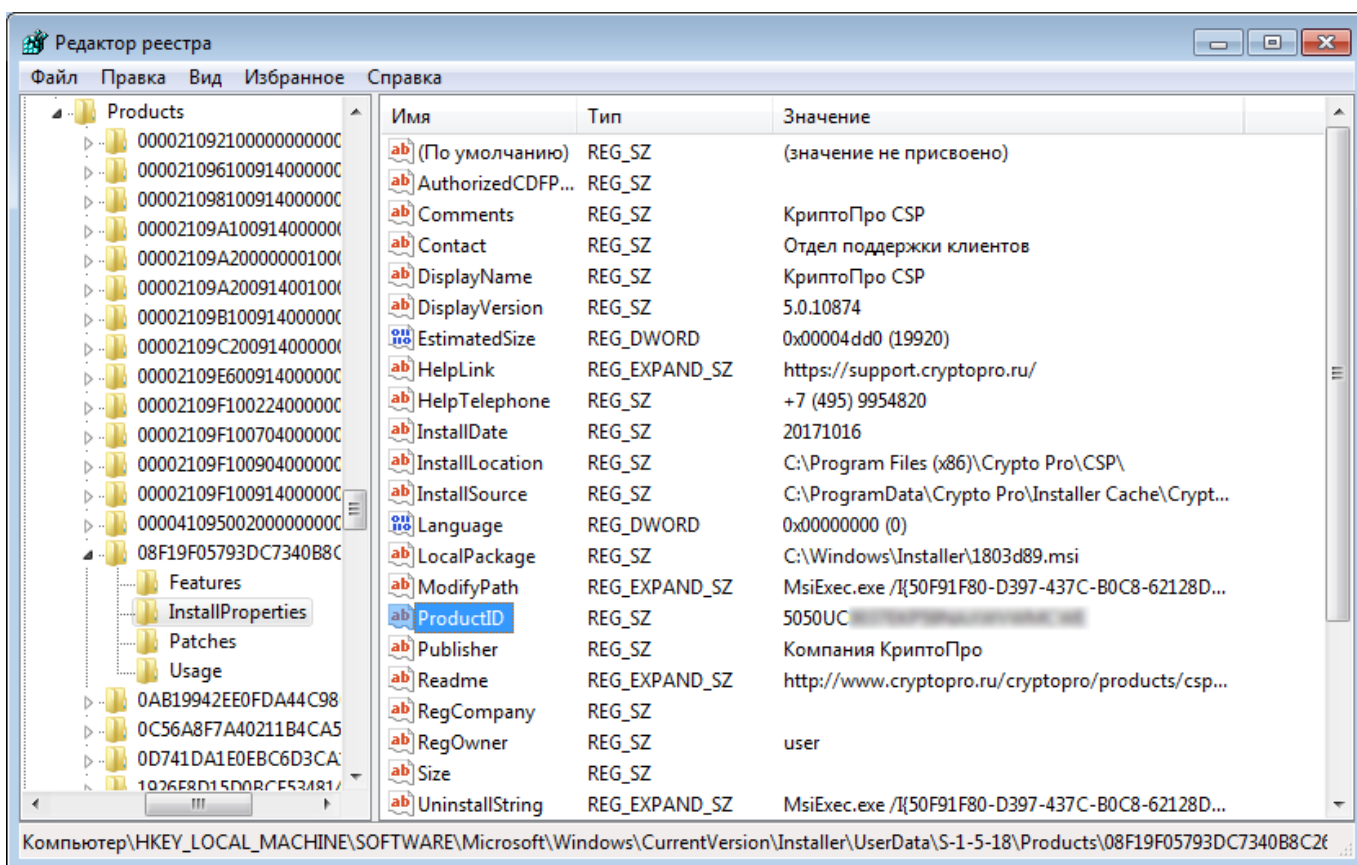 Редактор реестра
Файл Правка Вид Избранное Справка
Products
000021092100000000000
000021096100914000000
000021098100914000000
00002109A100914000000
00002109A200000001000
00002109A200914001000
00002109B100914000000
00002109C200914000000
00002109E600914000000
00002109F100224000000
00002109F100704000000
00002109F100904000000
00002109F100914000000
000041095002000000000
08F19F05793DC7340B8C
Features
InstallProperties
Patches
Usage
0AB19942EE0FDA44C98
0C56A8F7A40211B4CA5
0D741DA1E0EBC6D3CA
1926F8D15D0BCF53481
Имя Тип Значение
(По умолчанию) REG_SZ (значение не присвоено)
AuthorizedCDFP... REG_SZ
Comments REG_SZ КриптоПро CSP
Contact REG_SZ Отдел поддержки клиентов
DisplayName REG_SZ КриптоПро CSP
DisplayVersion REG_SZ 5.0.10874
EstimatedSize REG_DWORD 0x00004dd0 (19920)
HelpLink REG_EXPAND_SZ https://support.cryptopro.ru/
HelpTelephone REG_SZ +7 (495) 9954820
InstallDate REG_SZ 20171016
InstallLocation REG_SZ C:\Program Files (x86)\Crypto Pro\CSP\
InstallSource REG_SZ C:\ProgramData\Crypto Pro\Installer Cache\Crypt...
Language REG_DWORD 0x00000000 (0)
LocalPackage REG_SZ C:\Windows\Installer\1803d89.msi
ModifyPath REG_EXPAND_SZ MsiExec.exe /I{50F91F80-D397-437C-B0C8-62128D...
ProductID REG_SZ 5050UC
Publisher REG_SZ Компания КриптоПро
Readme REG_EXPAND_SZ http://www.cryptopro.ru/cryptopro/products/csp...
RegCompany REG_SZ
RegOwner REG_SZ user
Size REG_SZ
UninstallString REG_EXPAND_SZ MsiExec.exe /I{50F91F80-D397-437C-B0C8-62128D...
Компьютер\HKEY_LOCAL_MACHINE\SOFTWARE\Microsoft\Windows\CurrentVersion\Installer\UserData\S-1-5-18\Products\08F19F05793DC7340B8C26